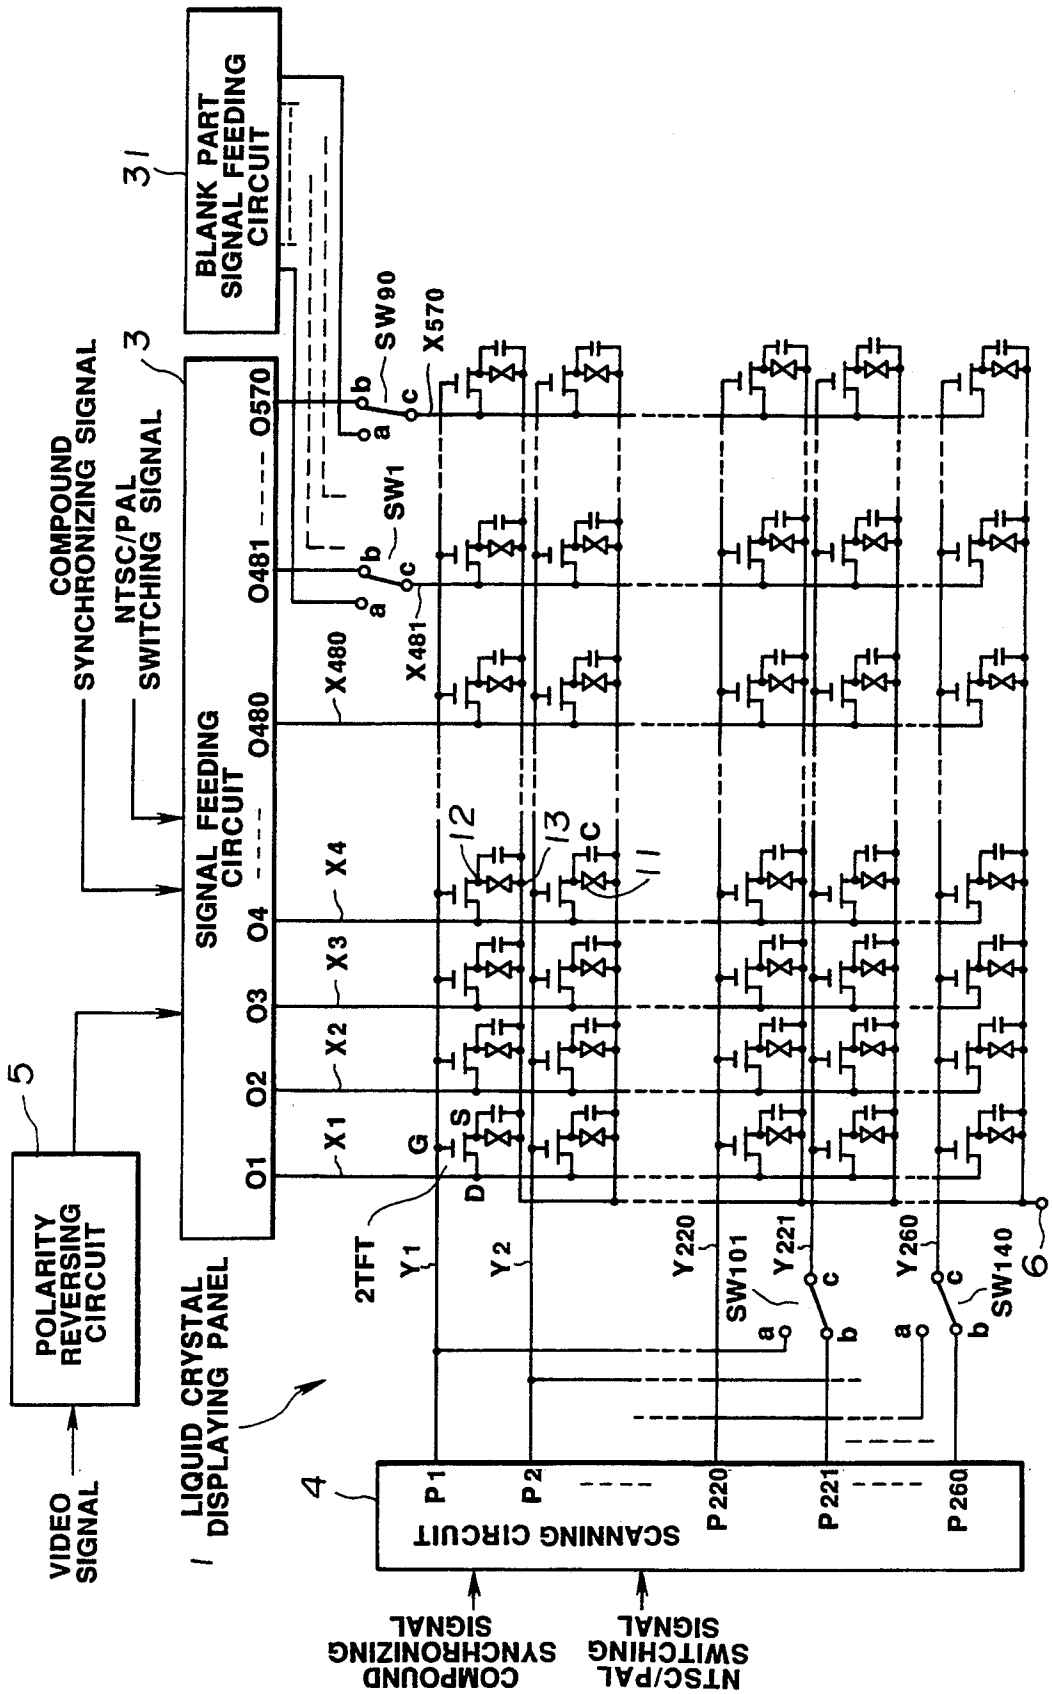 VIDEO
SIGNAL
POLARITY
REVERSING
CIRCUIT
5
COMPOUND
SYNCHRONIZING SIGNAL
NTSC/PAL
SWITCHING SIGNAL
3
SIGNAL FEEDING
CIRCUIT
O1 O2 O3 O4 O480 O481 O570
31
BLANK PART
SIGNAL FEEDING
CIRCUIT
1
LIQUID CRYSTAL
DISPLAYING PANEL
X1 X2 X3 X4 X480 X481 X570
a b c SW1
a b c SW90
4
SCANNING CIRCUIT
P1
P2
P220
P221
P260
COMPOUND
SYNCHRONIZING
SIGNAL
NTSC/PAL
SWITCHING
SIGNAL
Y1
Y2
Y220
Y221
Y260
2TFT
G
D
S
12
13
C
11
SW101
a
b
c
SW140
a
b
c
6